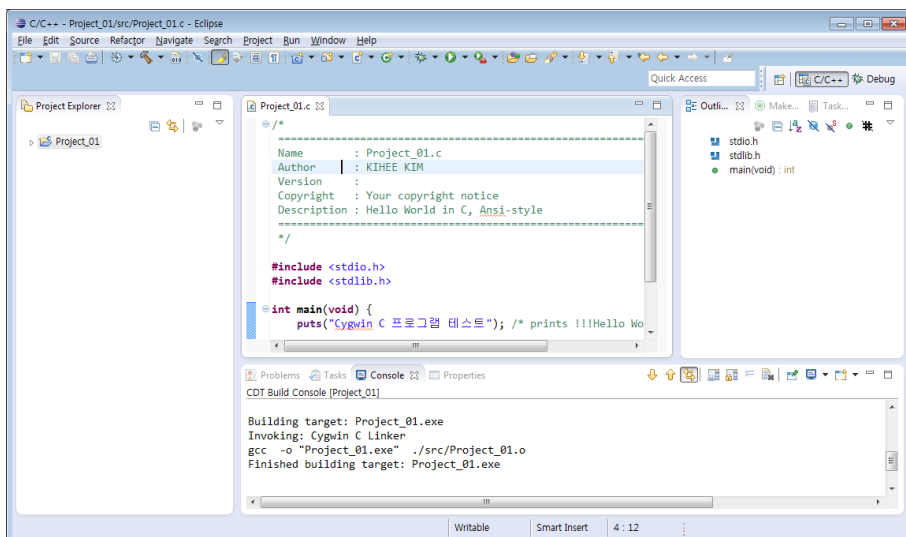 C/C++ - Project_01/src/Project_01.c - Eclipse
File Edit Source Refactor Navigate Search Project Run Window Help
Quick Access
C/C++ Debug
Project Explorer
Project_01
Project_01.c
/*
============================================================
Name : Project_01.c
Author : KIHEE KIM
Version :
Copyright : Your copyright notice
Description : Hello World in C, Ansi-style
============================================================
*/
#include <stdio.h>
#include <stdlib.h>
int main(void) {
puts("Cygwin C 프로그램 테스트"); /* prints !!!Hello Wo
Outli... Make... Task...
stdio.h
stdlib.h
main(void) : int
Problems Tasks Console Properties
CDT Build Console [Project_01]
Building target: Project_01.exe
Invoking: Cygwin C Linker
gcc -o "Project_01.exe" ./src/Project_01.o
Finished building target: Project_01.exe
Writable Smart Insert 4 : 12